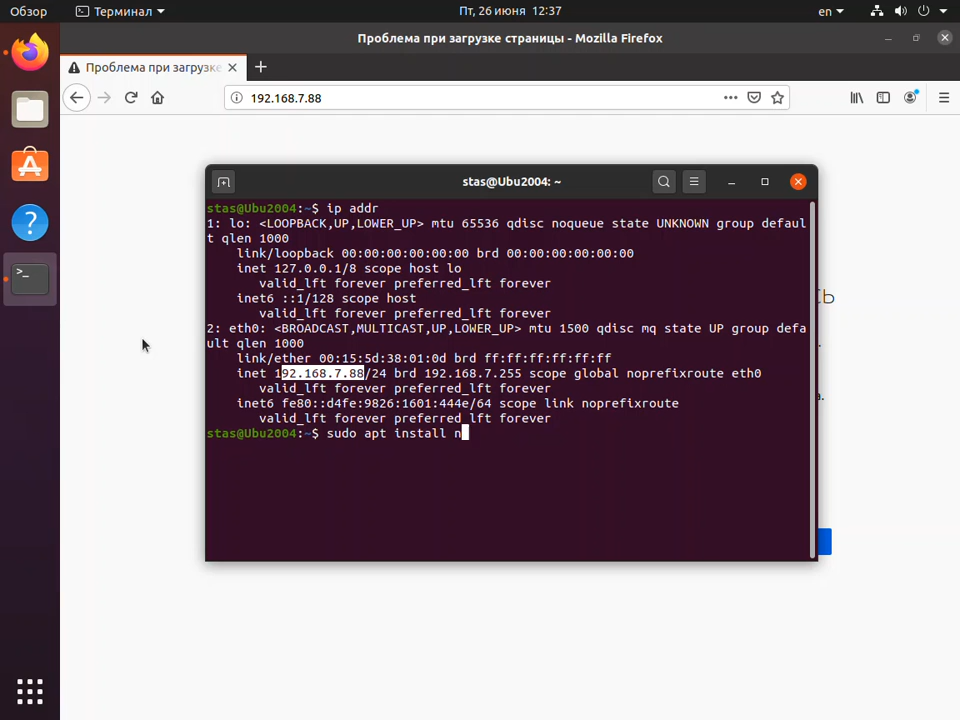 Обзор
Терминал
Пт, 26 июня 12:37
en
Проблема при загрузке страницы - Mozilla Firefox
Проблема при загрузке
192.168.7.88
stas@Ubu2004: ~
stas@Ubu2004:~$ ip addr
1: lo: <LOOPBACK,UP,LOWER_UP> mtu 65536 qdisc noqueue state UNKNOWN group defaul
t qlen 1000
    link/loopback 00:00:00:00:00:00 brd 00:00:00:00:00:00
    inet 127.0.0.1/8 scope host lo
       valid_lft forever preferred_lft forever
    inet6 ::1/128 scope host
       valid_lft forever preferred_lft forever
2: eth0: <BROADCAST,MULTICAST,UP,LOWER_UP> mtu 1500 qdisc mq state UP group defa
ult qlen 1000
    link/ether 00:15:5d:38:01:0d brd ff:ff:ff:ff:ff:ff
    inet 192.168.7.88/24 brd 192.168.7.255 scope global noprefixroute eth0
       valid_lft forever preferred_lft forever
    inet6 fe80::d4fe:9826:1601:444e/64 scope link noprefixroute
       valid_lft forever preferred_lft forever
stas@Ubu2004:~$ sudo apt install n